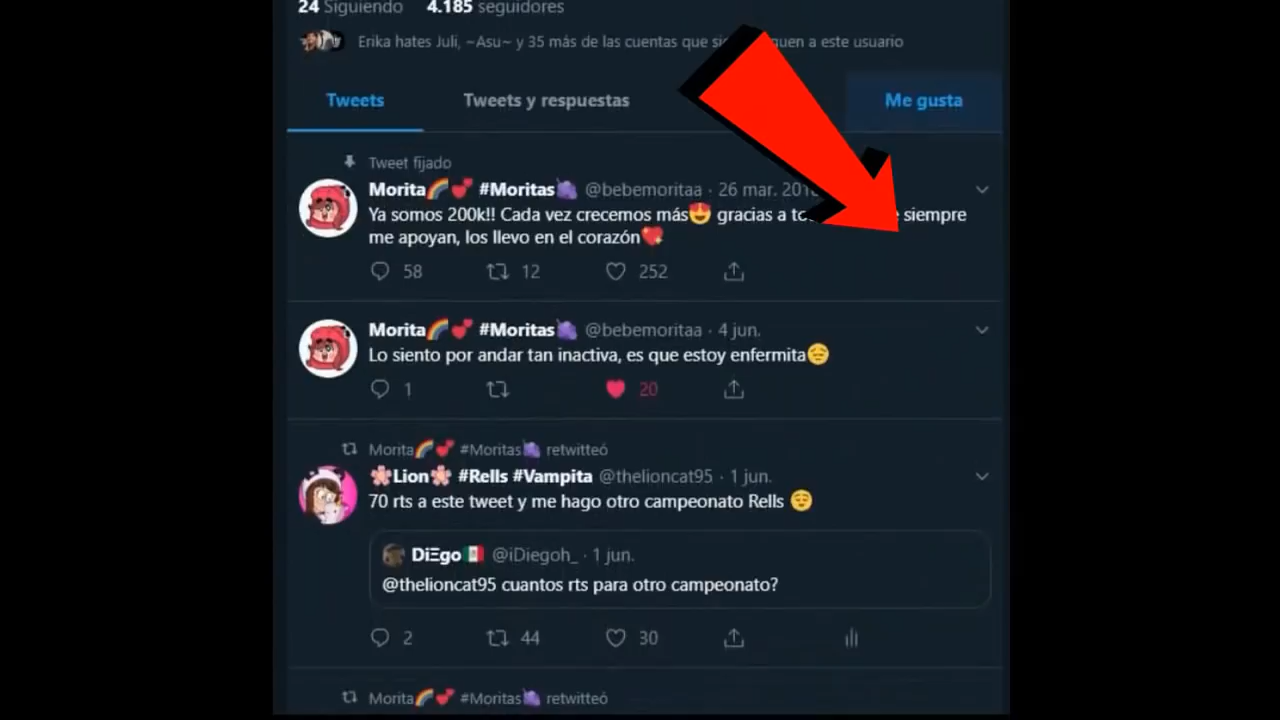 24 Siguiendo 4.185 seguidores
Erika hates Juli, ~Asu~ y 35 más de las cuentas que a este usuario
Tweets Tweets y respuestas Me gusta
Tweet fijado
Morita🌈💕 #Moritas🍇 @bebemoritaa · 26 mar.
Ya somos 200k!! Cada vez crecemos más😍 gracias a siempre
me apoyan, los llevo en el corazón💖
58 12 252
Morita🌈💕 #Moritas🍇 @bebemoritaa · 4 jun.
Lo siento por andar tan inactiva, es que estoy enfermita😔
1 20
Morita🌈💕 #Moritas🍇 retwitteó
🌸Lion🌸 #Rells #Vampita @thelioncat95 · 1 jun.
70 rts a este tweet y me hago otro campeonato Rells 😌
DiΞgo🇲🇽 @iDiegoh_ · 1 jun.
@thelioncat95 cuantos rts para otro campeonato?
2 44 30
Morita🌈💕 #Moritas🍇 retwitteó